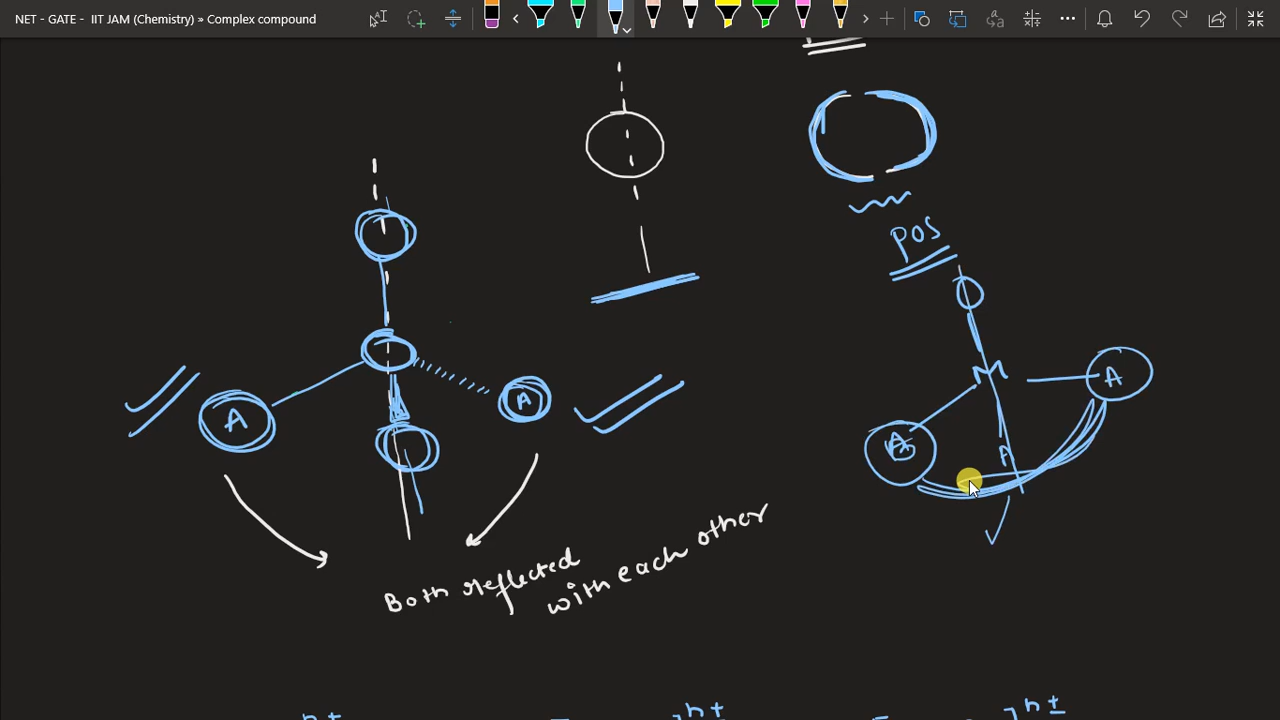 NET - GATE - IIT JAM (Chemistry) » Complex compound
POS
M
A
A
A
A
A
Both reflected
with each other
n±
n±
n±